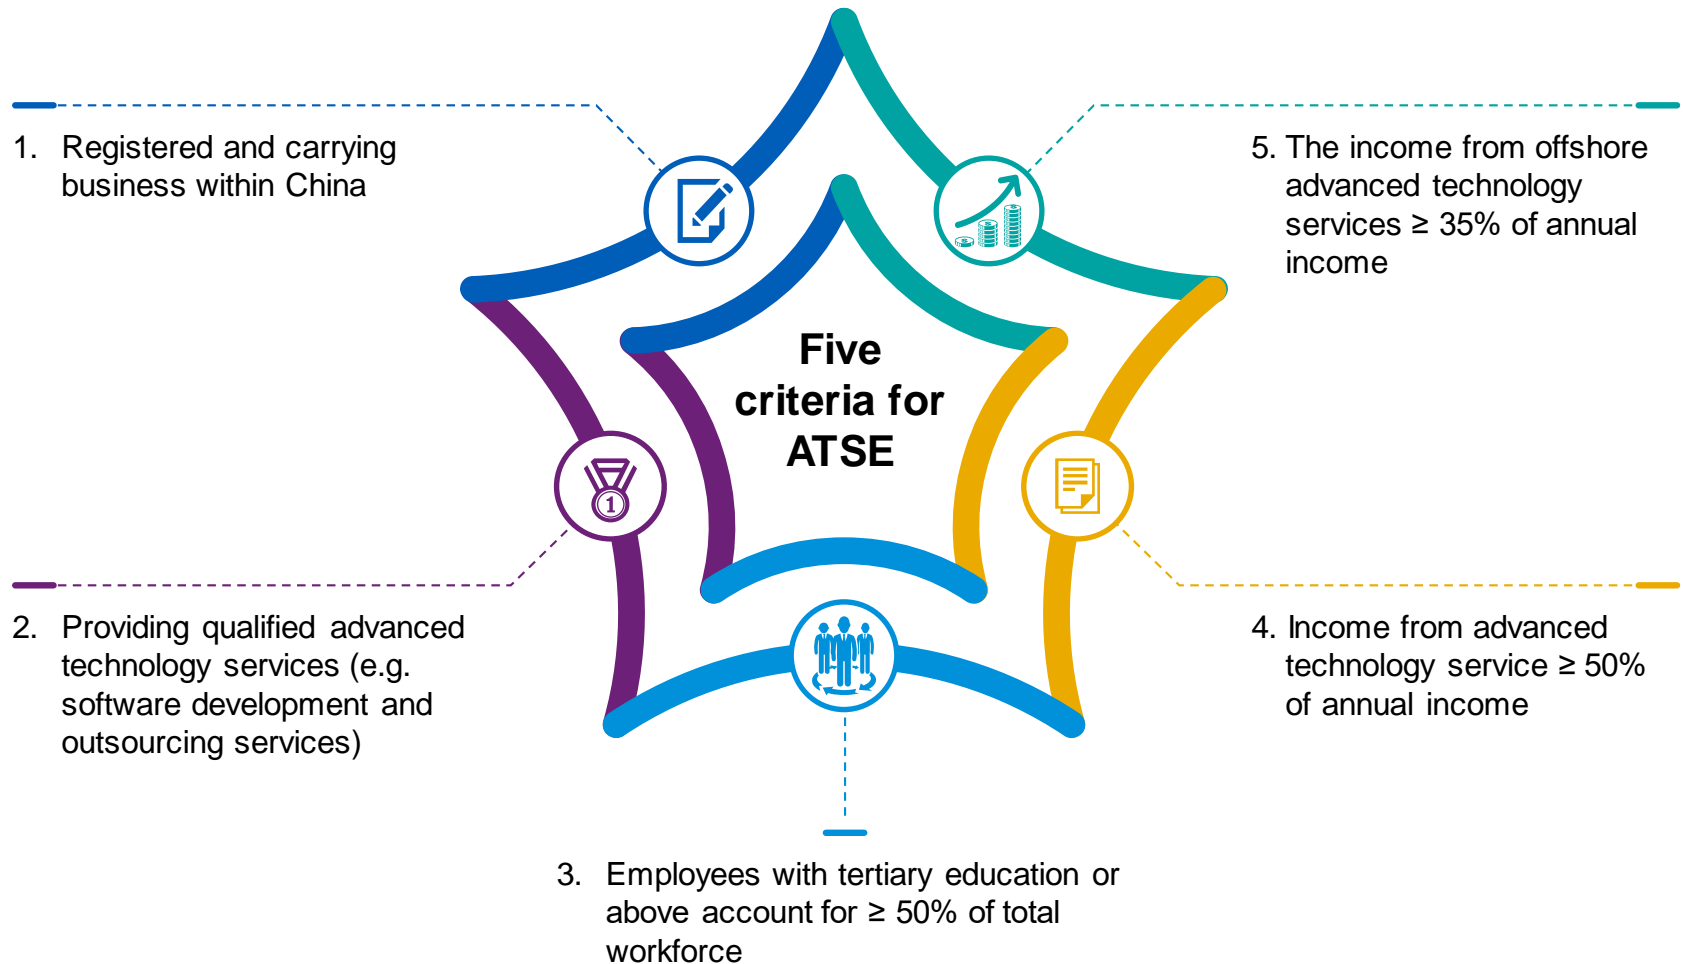 Five
criteria for
ATSE
1. Registered and carrying
business within China
2. Providing qualified advanced
technology services (e.g.
software development and
outsourcing services)
1
3. Employees with tertiary education or
above account for ≥ 50% of total
workforce
4. Income from advanced
technology service ≥ 50%
of annual income
5. The income from offshore
advanced technology
services ≥ 35% of annual
income